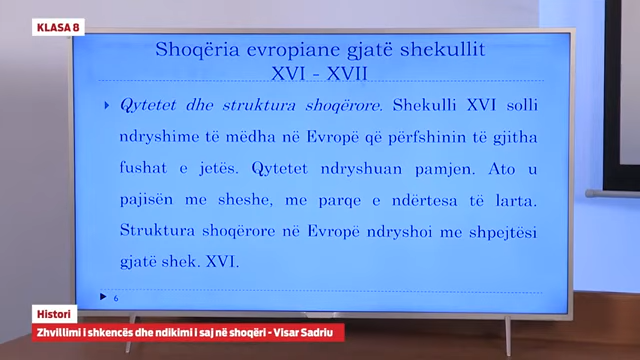 KLASA 8
Shoqëria evropiane gjatë shekullit
XVI - XVII
Qytetet dhe struktura shoqërore. Shekulli XVI solli
ndryshime të mëdha në Evropë që përfshinin të gjitha
fushat e jetës. Qytetet ndryshuan pamjen. Ato u
pajisën me sheshe, me parqe e ndërtesa të larta.
Struktura shoqërore në Evropë ndryshoi me shpejtësi
gjatë shek. XVI.
6
Histori
Zhvillimi i shkencës dhe ndikimi i saj në shoqëri - Visar Sadriu